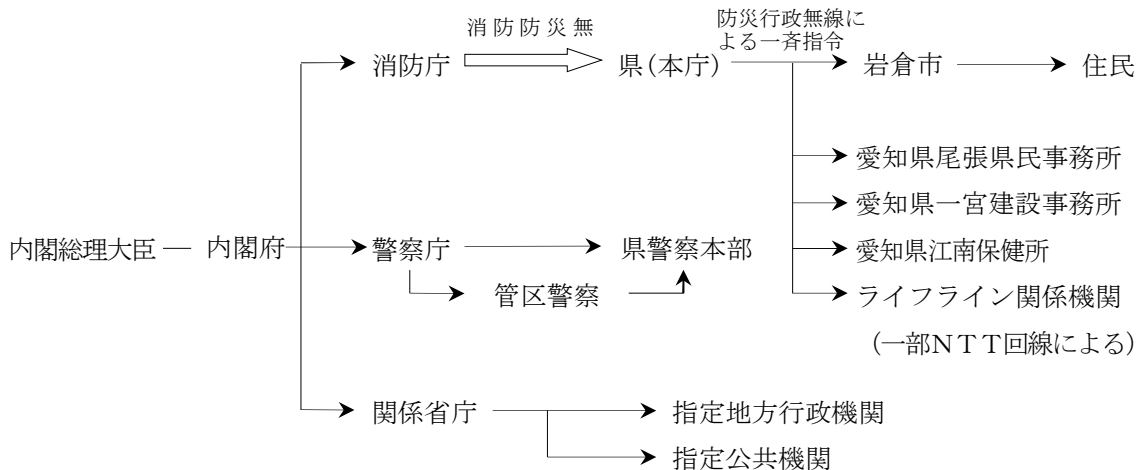 消防防災無
防災行政無線に
よる一斉指令
消防庁
県(本庁)
岩倉市
住民
愛知県尾張県民事務所
愛知県一宮建設事務所
内閣総理大臣
内閣府
警察庁
県警察本部
愛知県江南保健所
管区警察
ライフライン関係機関
(一部NTT回線による)
関係省庁
指定地方行政機関
指定公共機関